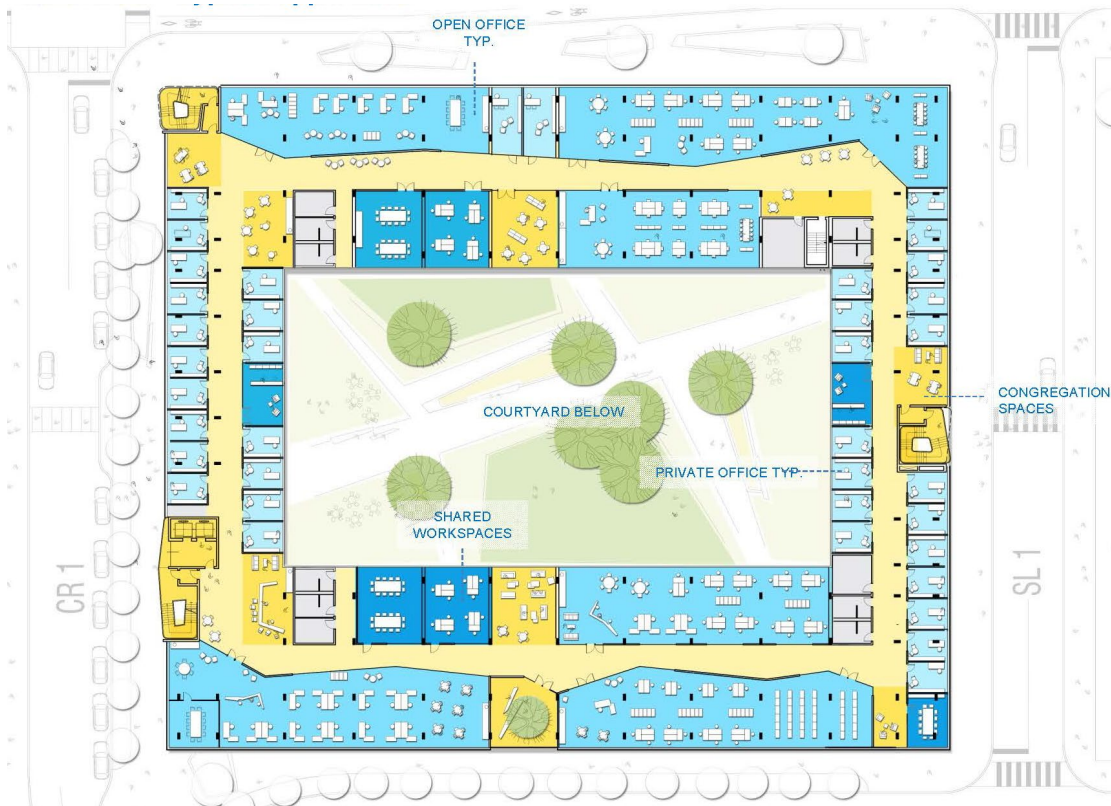 OPEN OFFICE
TYP.
CONGREGATION
SPACES
COURTYARD BELOW
PRIVATE OFFICE TYP.
SHARED
WORKSPACES
CR 1
SL 1